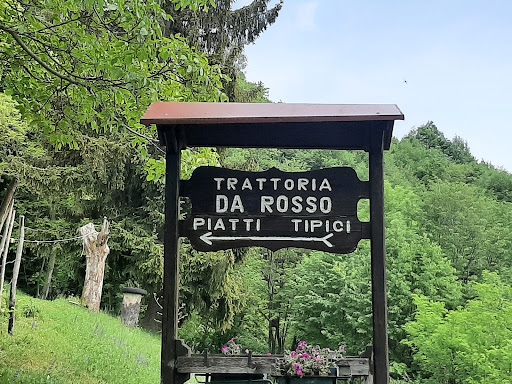 TRATTORIA
DA ROSSO
PIATTI TIPICI